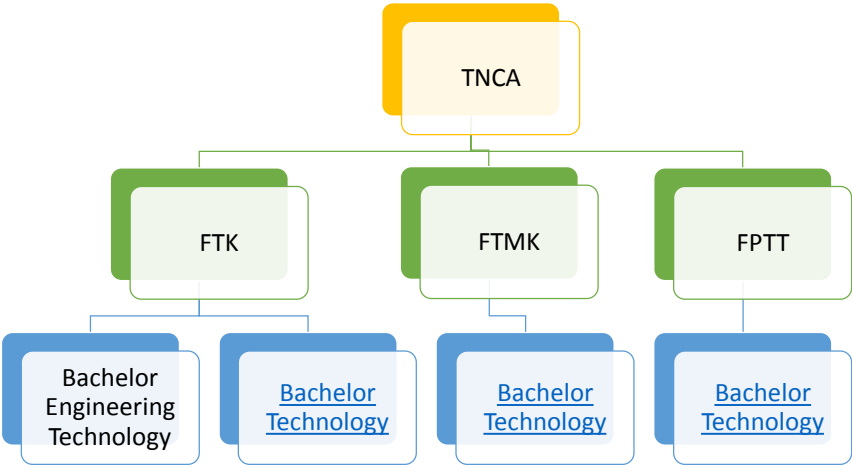 TNCA
FTK
FTMK
FPTT
Bachelor
Engineering
Technology
Bachelor
Technology
Bachelor
Technology
Bachelor
Technology